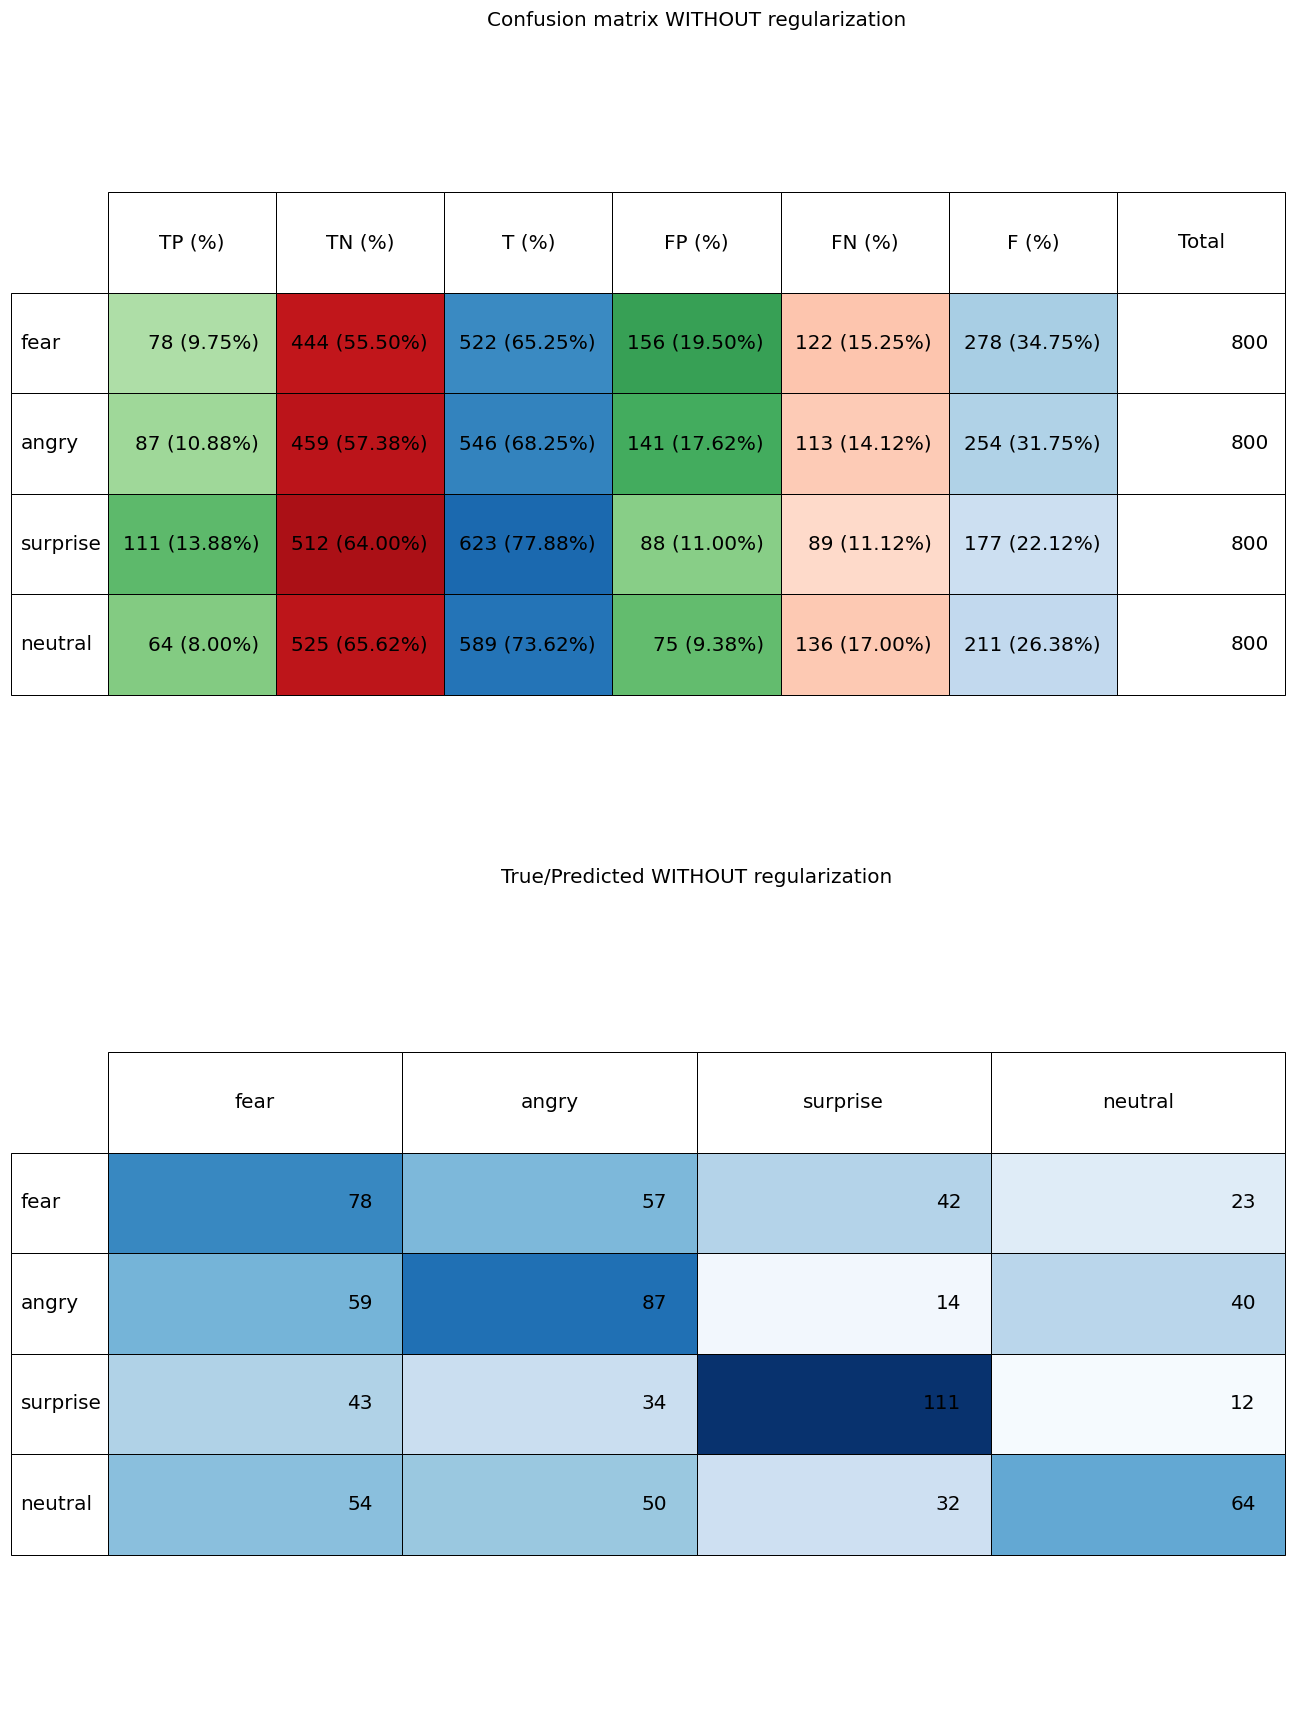 Confusion matrix WITHOUT regularization
TP (%) TN (%) T (%) FP (%) FN (%) F (%) Total
fear 78 (9.75%) 444 (55.50%) 522 (65.25%) 156 (19.50%) 122 (15.25%) 278 (34.75%) 800
angry 87 (10.88%) 459 (57.38%) 546 (68.25%) 141 (17.62%) 113 (14.12%) 254 (31.75%) 800
surprise 111 (13.88%) 512 (64.00%) 623 (77.88%) 88 (11.00%) 89 (11.12%) 177 (22.12%) 800
neutral 64 (8.00%) 525 (65.62%) 589 (73.62%) 75 (9.38%) 136 (17.00%) 211 (26.38%) 800
True/Predicted WITHOUT regularization
fear angry surprise neutral
fear 78 57 42 23
angry 59 87 14 40
surprise 43 34 111 12
neutral 54 50 32 64